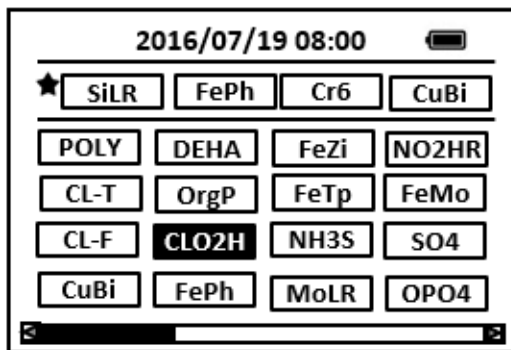 2016/07/19 08:00
SiLR FePh Cr6 CuBi
POLY DEHA FeZi NO2HR
CL-T OrgP FeTp FeMo
CL-F CLO2H NH3S SO4
CuBi FePh MoLR OPO4